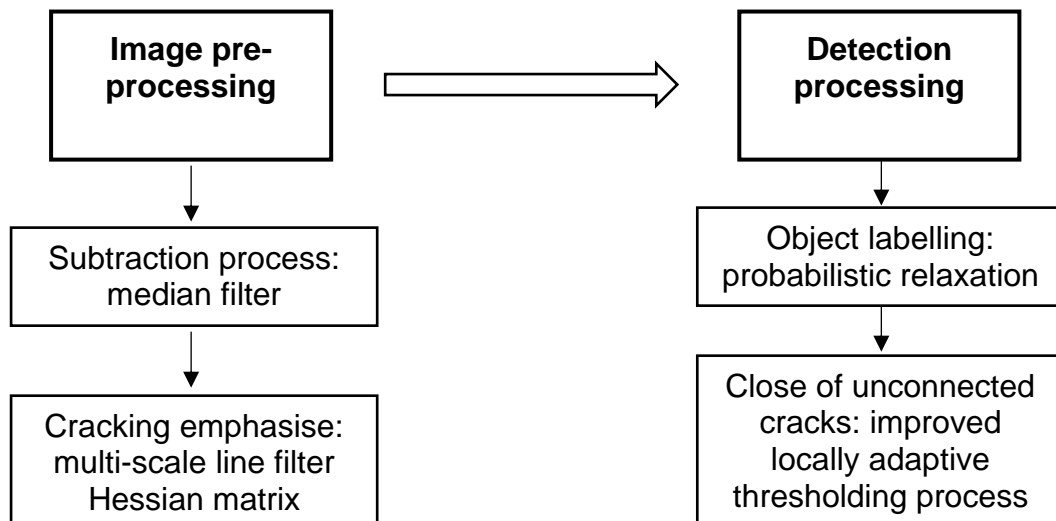 Image pre-
processing
Detection
processing
Subtraction process:
median filter
Object labelling:
probabilistic relaxation
Cracking emphasise:
multi-scale line filter
Hessian matrix
Close of unconnected
cracks: improved
locally adaptive
thresholding process